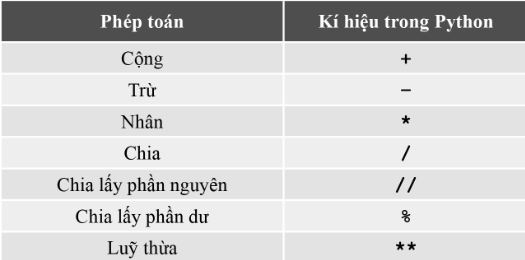 Phép toán Kí hiệu trong Python
Cộng +
Trừ –
Nhân *
Chia /
Chia lấy phần nguyên //
Chia lấy phần dư %
Luỹ thừa **